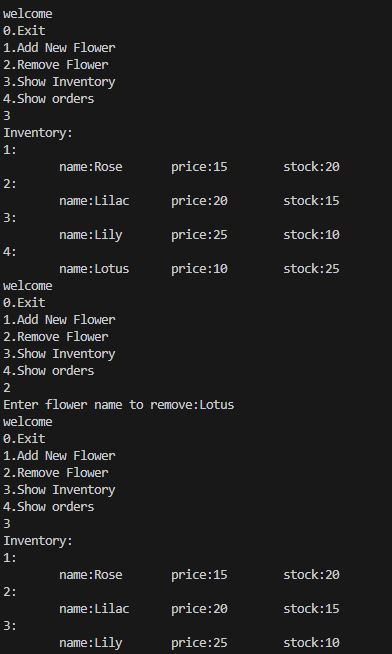 welcome
0.Exit
1.Add New Flower
2.Remove Flower
3.Show Inventory
4.Show orders
3
Inventory:
1:
name:Rose price:15 stock:20
2:
name:Lilac price:20 stock:15
3:
name:Lily price:25 stock:10
4:
name:Lotus price:10 stock:25
welcome
0.Exit
1.Add New Flower
2.Remove Flower
3.Show Inventory
4.Show orders
2
Enter flower name to remove:Lotus
welcome
0.Exit
1.Add New Flower
2.Remove Flower
3.Show Inventory
4.Show orders
3
Inventory:
1:
name:Rose price:15 stock:20
2:
name:Lilac price:20 stock:15
3:
name:Lily price:25 stock:10